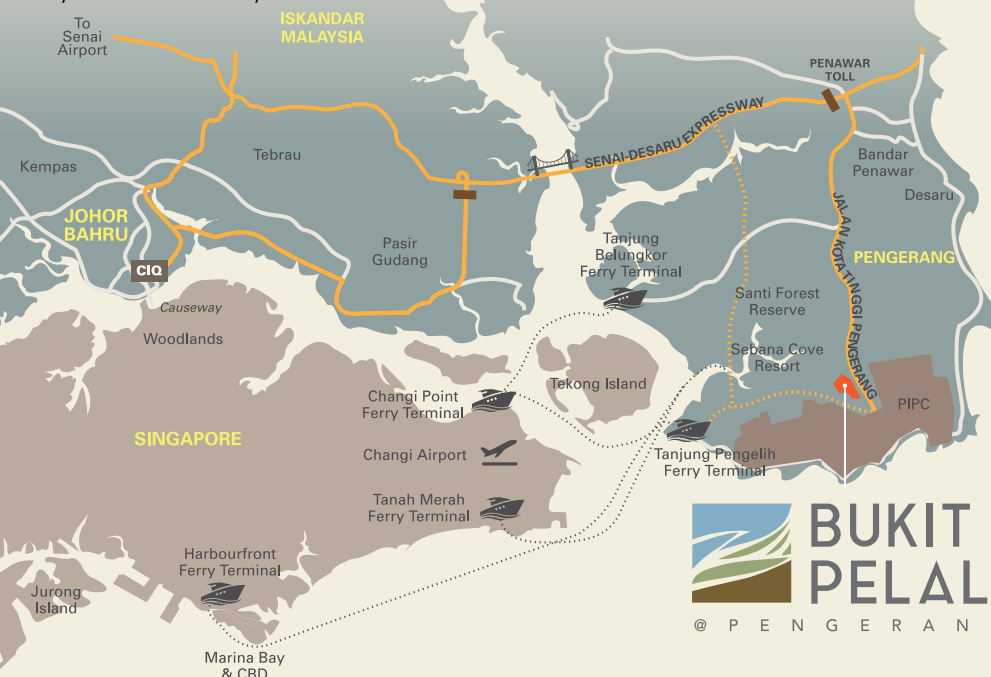 To
Senai
Airport
ISKANDAR
MALAYSIA
PENAWAR
TOLL
SENAI-DESARU EXPRESSWAY
Kempas
Tebrau
Bandar
Penawar
Desaru
JOHOR
BAHRU
Pasir
Gudang
Tanjung
Belungkor
Ferry Terminal
JALAN KOTA TINGGI PENGERANG
PENGERANG
CIQ
Causeway
Woodlands
Santi Forest
Reserve
Sebana Cove
Resort
Tekong Island
Changi Point
Ferry Terminal
PIPC
SINGAPORE
Changi Airport
Tanjung Pengelih
Ferry Terminal
Tanah Merah
Ferry Terminal
Harbourfront
Ferry Terminal
Jurong
Island
Marina Bay
& CBD
BUKIT
PELAL
@ PENGERAN